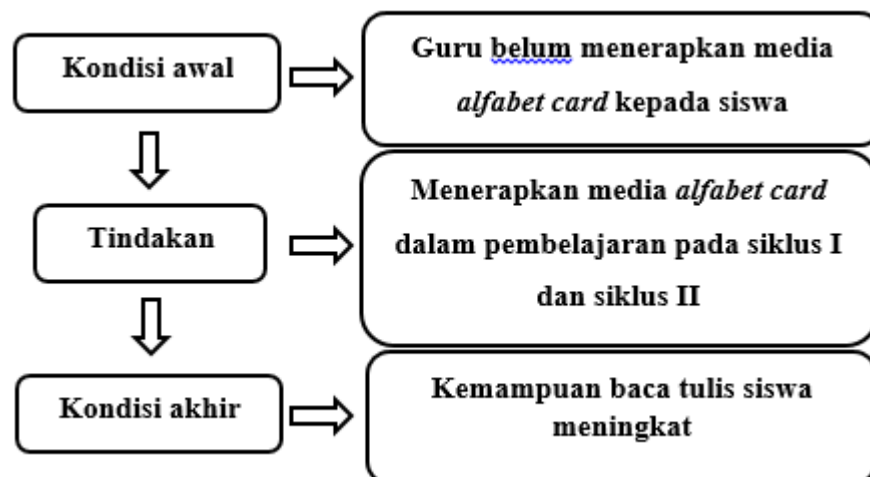 Kondisi awal
Guru belum menerapkan media
alfabet card kepada siswa
Tindakan
Menerapkan media alfabet card
dalam pembelajaran pada siklus I
dan siklus II
Kondisi akhir
Kemampuan baca tulis siswa
meningkat